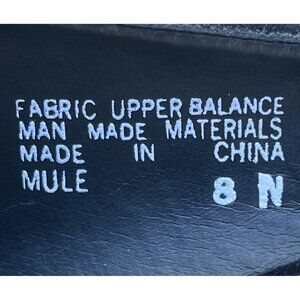 FABRIC UPPER BALANCE
MAN MADE MATERIALS
MADE IN CHINA
MULE 8 N